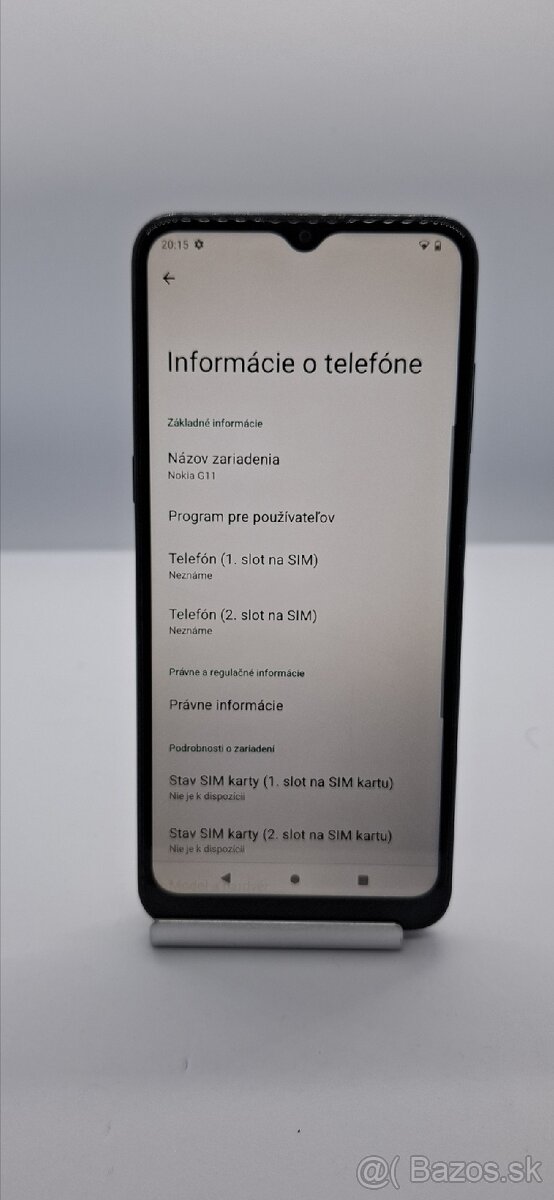 20:15
Informácie o telefóne
Základné informácie
Názov zariadenia
Nokia G11
Program pre používateľov
Telefón (1. slot na SIM)
Neznáme
Telefón (2. slot na SIM)
Neznáme
Právne a regulačné informácie
Právne informácie
Podrobnosti o zariadení
Stav SIM karty (1. slot na SIM kartu)
Nie je k dispozícii
Stav SIM karty (2. slot na SIM kartu)
Nie je k dispozícii
@( Bazos.sk